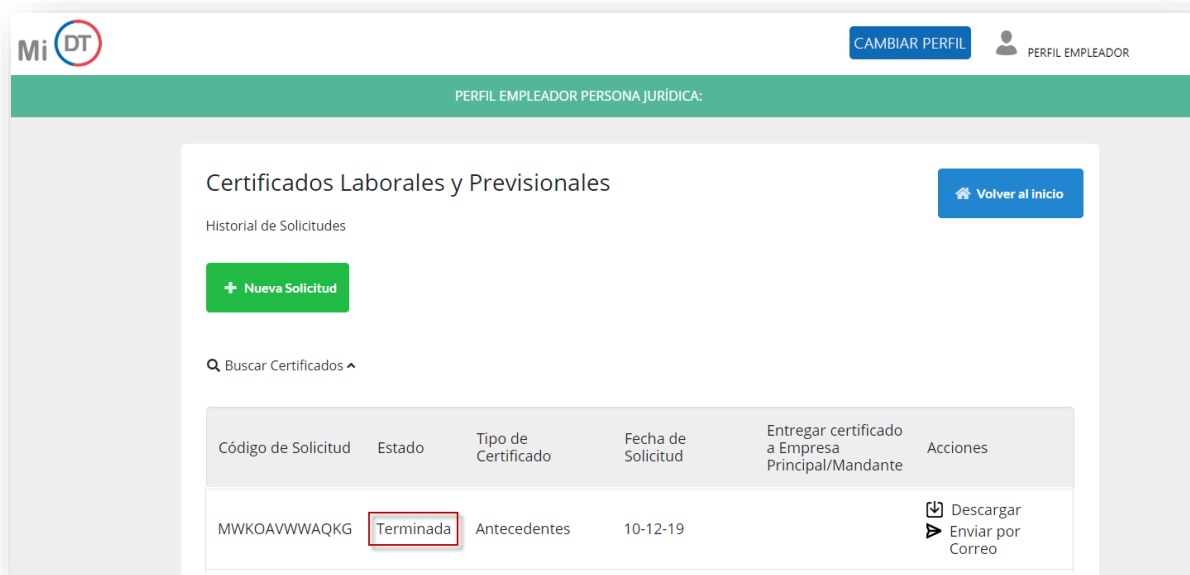 Mi DT
CAMBIAR PERFIL
PERFIL EMPLEADOR
PERFIL EMPLEADOR PERSONA JURÍDICA:
Certificados Laborales y Previsionales
Volver al inicio
Historial de Solicitudes
+ Nueva Solicitud
Buscar Certificados
Código de Solicitud
Estado
Tipo de
Certificado
Fecha de
Solicitud
Entregar certificado
a Empresa
Principal/Mandante
Acciones
MWKOAVWWAQKG
Terminada
Antecedentes
10-12-19
Descargar
Enviar por
Correo